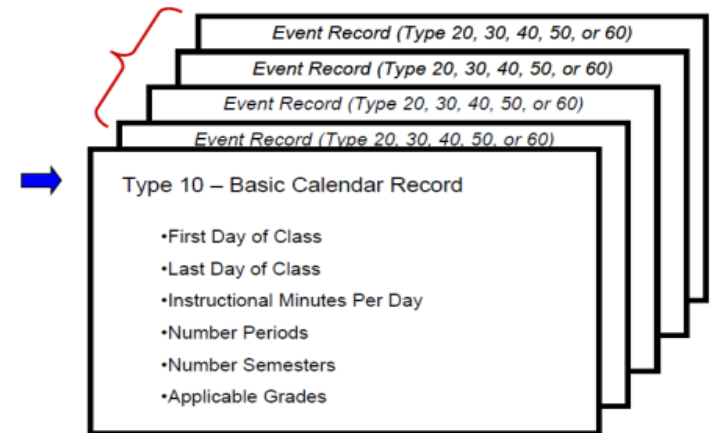 Event Record (Type 20, 30, 40, 50, or 60)
Event Record (Type 20, 30, 40, 50, or 60)
Event Record (Type 20, 30, 40, 50, or 60)
Event Record (Type 20, 30, 40, 50, or 60)
Type 10 – Basic Calendar Record
•First Day of Class
•Last Day of Class
•Instructional Minutes Per Day
•Number Periods
•Number Semesters
•Applicable Grades